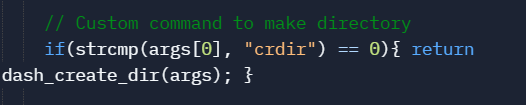 // Custom command to make directory
if(strcmp(args[0], "crdir") == 0){ return
dash_create_dir(args); }